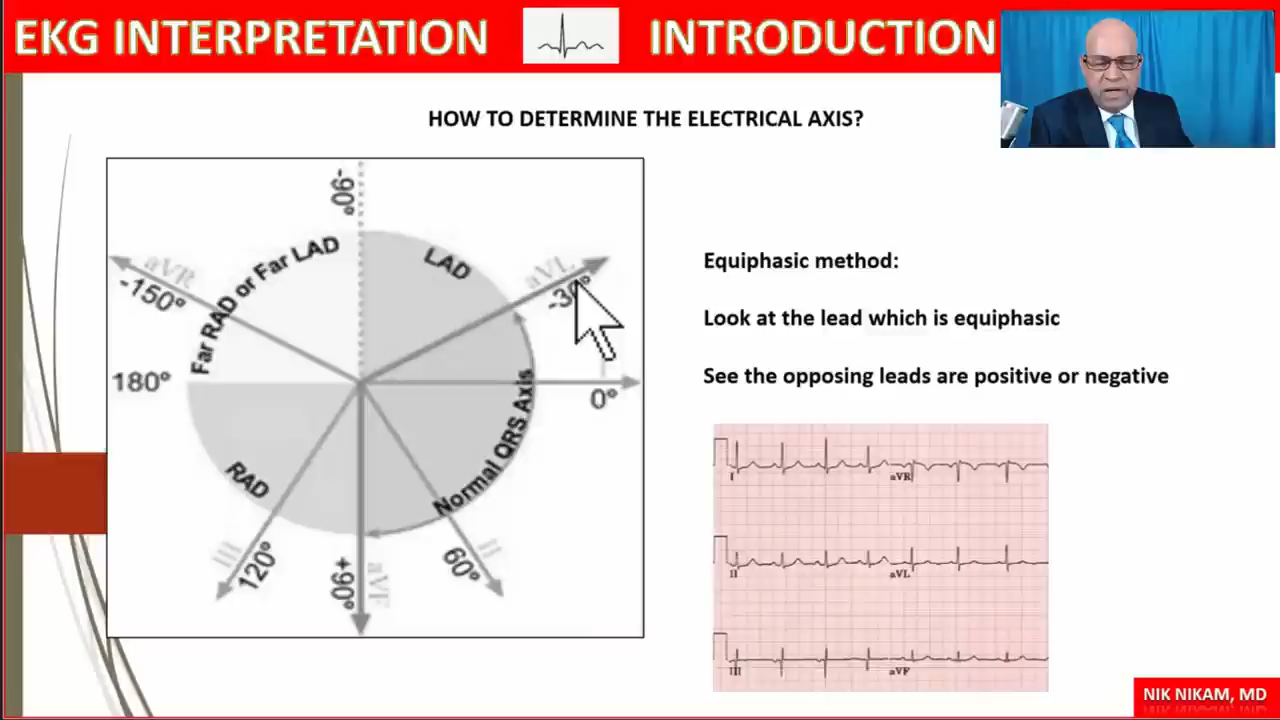 EKG INTERPRETATION INTRODUCTION
HOW TO DETERMINE THE ELECTRICAL AXIS?
-90°
Far RAD or Far LAD
LAD
aVR
-150°
aVL
-30°
180°
I
0°
Normal QRS Axis
RAD
III
120°
+90°
aVF
II
60°
Equiphasic method:
Look at the lead which is equiphasic
See the opposing leads are positive or negative
I
aVR
II
aVL
III
aVF
NIK NIKAM, MD